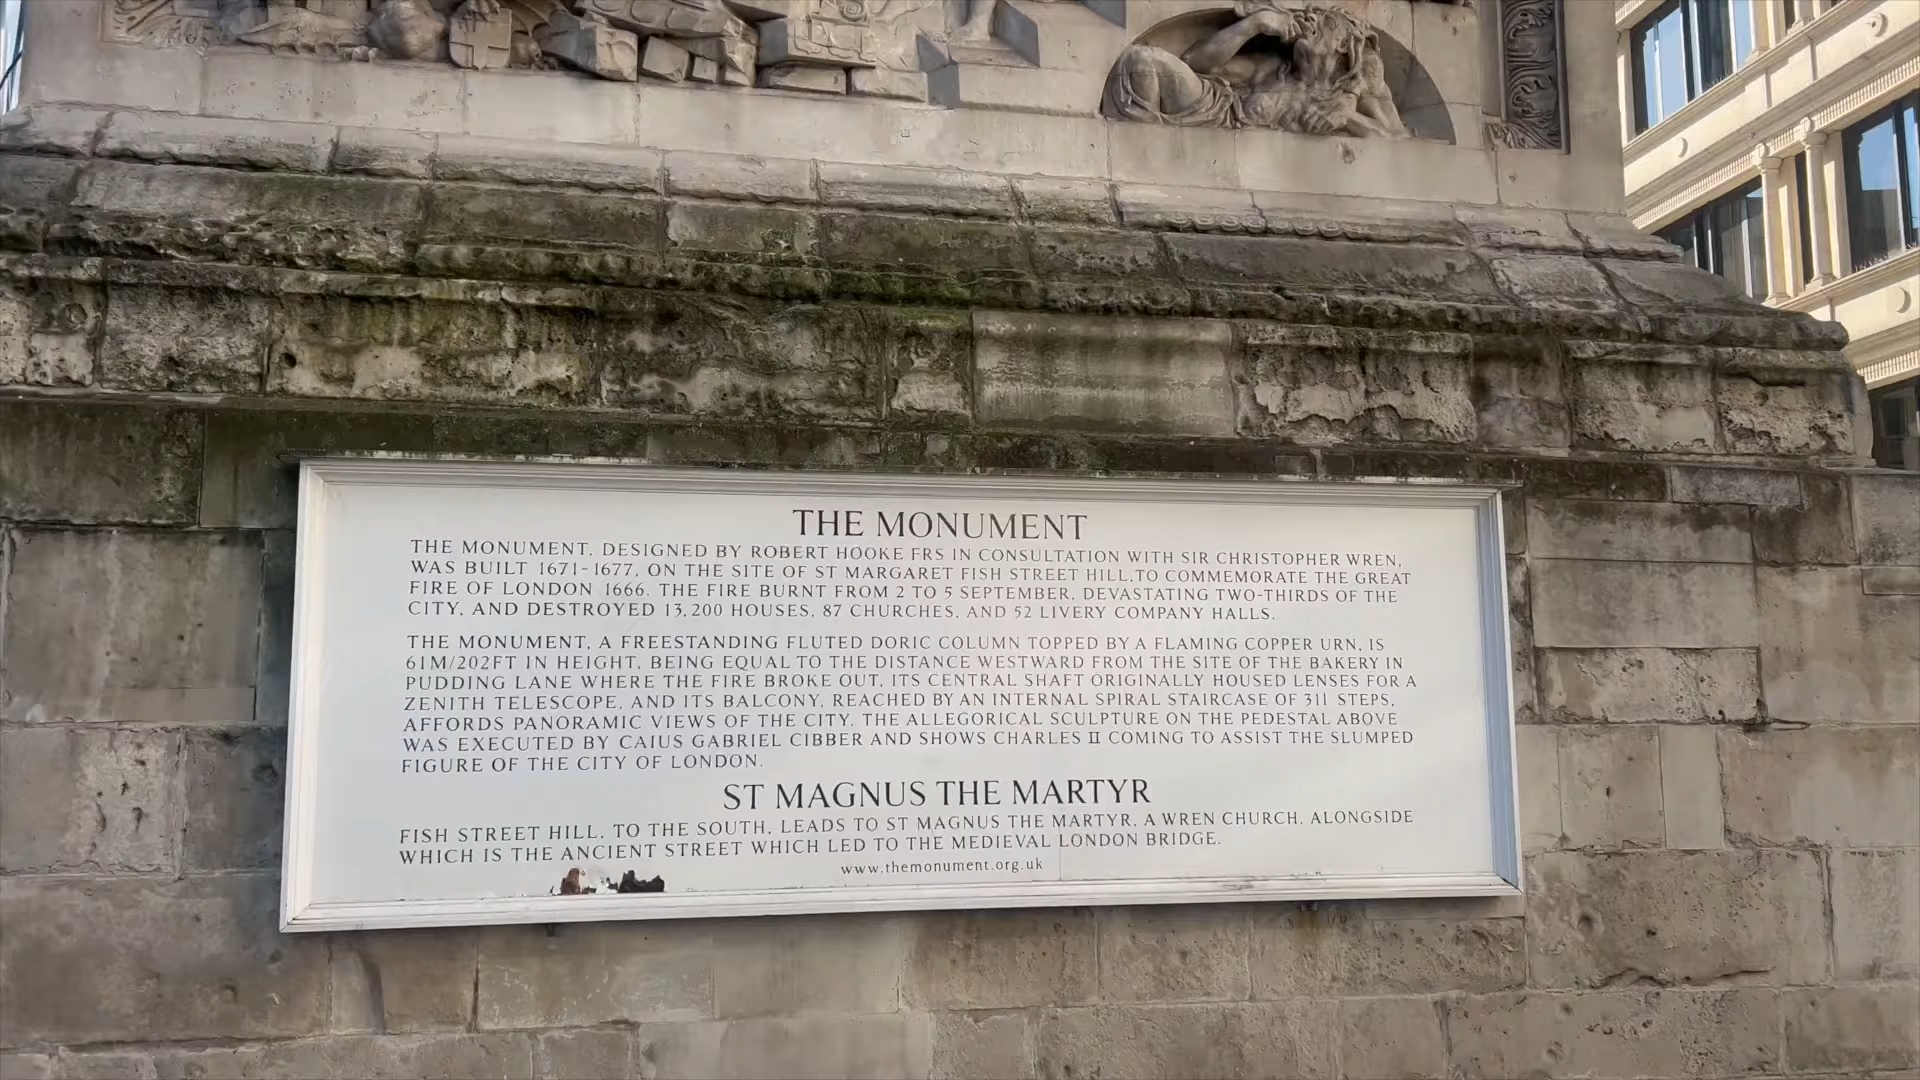 THE MONUMENT
THE MONUMENT, DESIGNED BY ROBERT HOOKE FRS IN CONSULTATION WITH SIR CHRISTOPHER WREN,
WAS BUILT 1671-1677, ON THE SITE OF ST MARGARET FISH STREET HILL, TO COMMEMORATE THE GREAT
FIRE OF LONDON 1666. THE FIRE BURNT FROM 2 TO 5 SEPTEMBER, DEVASTATING TWO-THIRDS OF THE
CITY, AND DESTROYED 13,200 HOUSES, 87 CHURCHES, AND 52 LIVERY COMPANY HALLS.
THE MONUMENT, A FREESTANDING FLUTED DORIC COLUMN TOPPED BY A FLAMING COPPER URN, IS
61M/202FT IN HEIGHT, BEING EQUAL TO THE DISTANCE WESTWARD FROM THE SITE OF THE BAKERY IN
PUDDING LANE WHERE THE FIRE BROKE OUT. ITS CENTRAL SHAFT ORIGINALLY HOUSED LENSES FOR A
ZENITH TELESCOPE, AND ITS BALCONY, REACHED BY AN INTERNAL SPIRAL STAIRCASE OF 311 STEPS,
AFFORDS PANORAMIC VIEWS OF THE CITY. THE ALLEGORICAL SCULPTURE ON THE PEDESTAL ABOVE
WAS EXECUTED BY CAIUS GABRIEL CIBBER AND SHOWS CHARLES II COMING TO ASSIST THE SLUMPED
FIGURE OF THE CITY OF LONDON.
ST MAGNUS THE MARTYR
FISH STREET HILL, TO THE SOUTH, LEADS TO ST MAGNUS THE MARTYR, A WREN CHURCH, ALONGSIDE
WHICH IS THE ANCIENT STREET WHICH LED TO THE MEDIEVAL LONDON BRIDGE.
www.themonument.org.uk